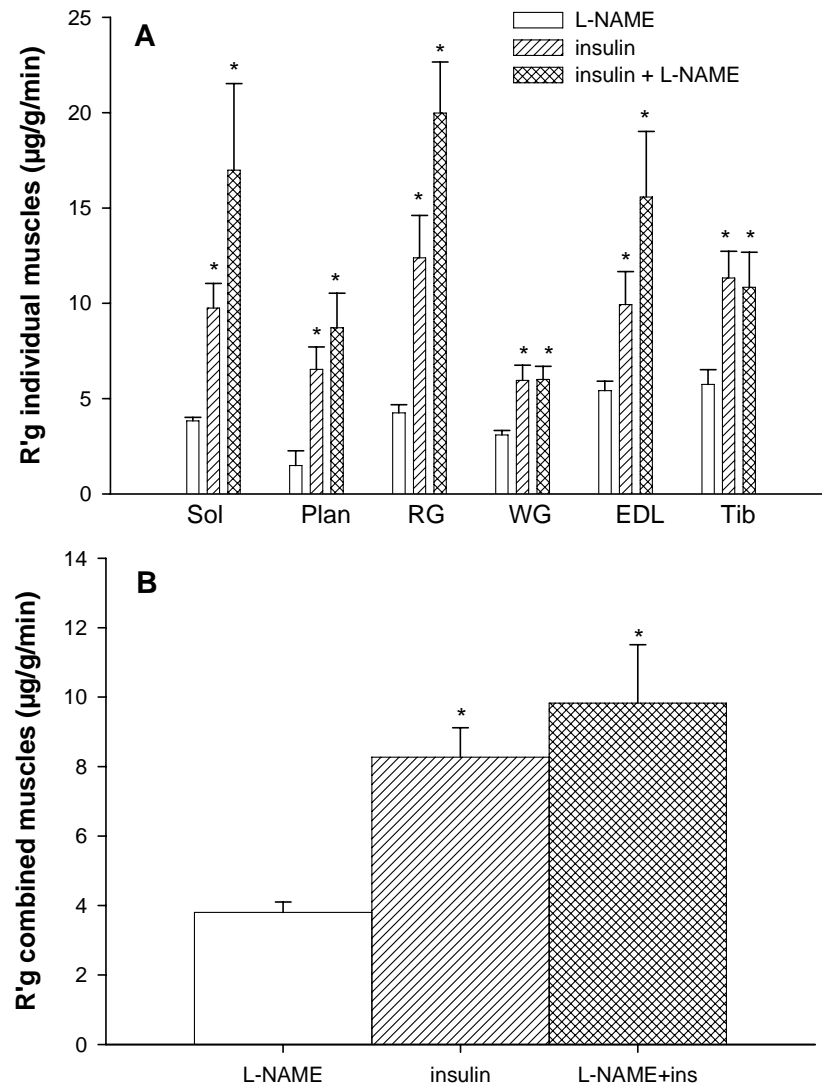 A
L-NAME
insulin
insulin + L-NAME
R'g individual muscles (µg/g/min)
25
20
15
10
5
0
* * * * * * * * * * * *
Sol Plan RG WG EDL Tib
B
R'g combined muscles (µg/g/min)
14
12
10
8
6
4
2
0
* *
L-NAME insulin L-NAME+ins